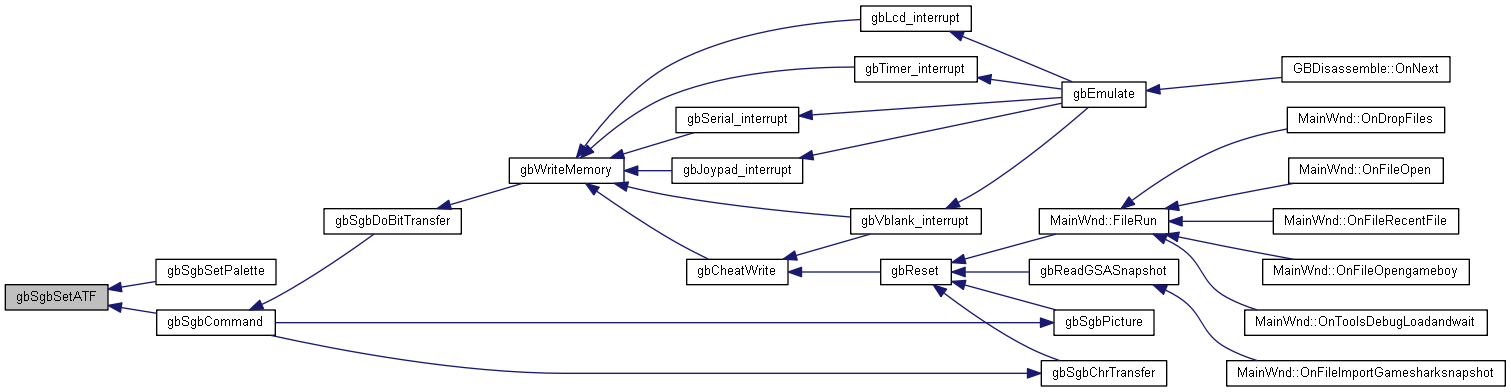 gbLcd_interrupt
gbTimer_interrupt
GBDisassemble::OnNext
gbEmulate
gbSerial_interrupt
MainWnd::OnDropFiles
gbWriteMemory
gbJoypad_interrupt
MainWnd::OnFileOpen
gbSgbDoBitTransfer
gbVblank_interrupt
MainWnd::FileRun
MainWnd::OnFileRecentFile
gbSgbSetPalette
gbCheatWrite
gbReset
gbReadGSASnapshot
MainWnd::OnFileOpengameboy
gbSgbSetATF
gbSgbCommand
gbSgbPicture
MainWnd::OnToolsDebugLoadandwait
gbSgbChrTransfer
MainWnd::OnFileImportGamesharksnapshot